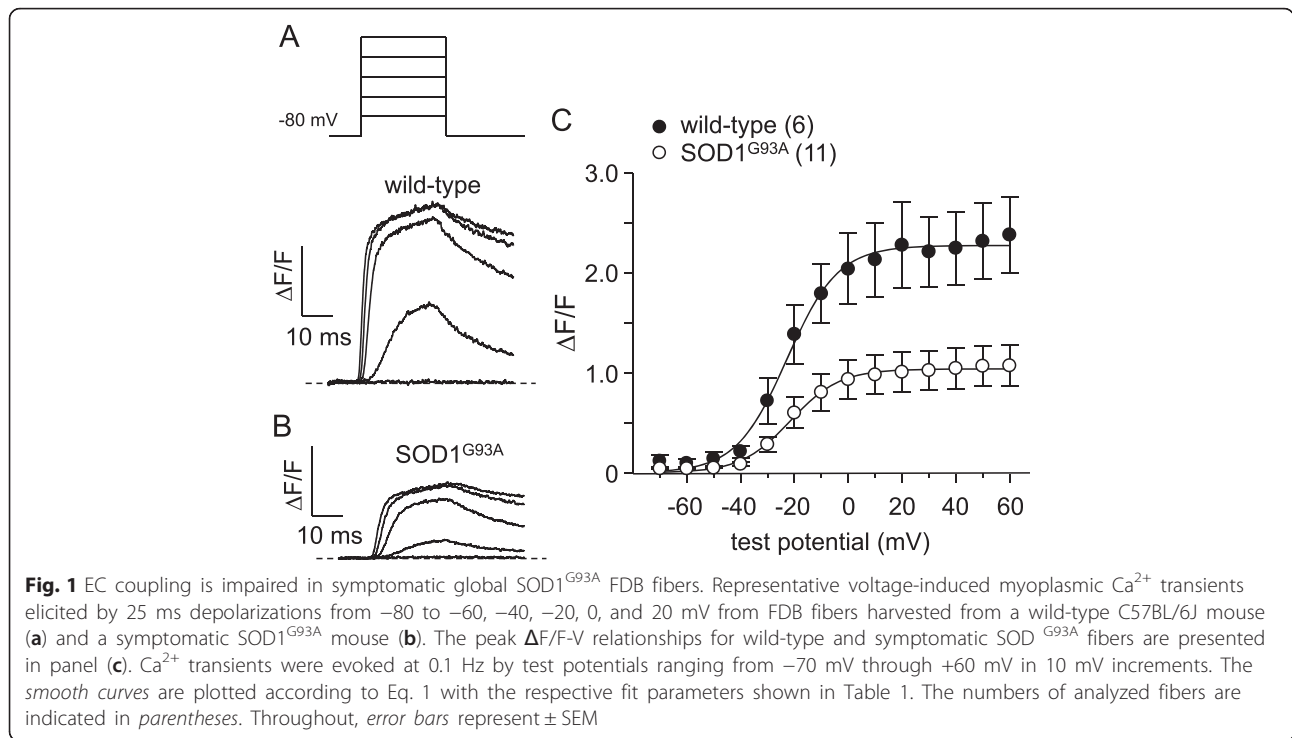 A
-80 mV
wild-type
ΔF/F
10 ms
B
SOD1G93A
ΔF/F
10 ms
C
wild-type (6)
SOD1G93A (11)
3.0
2.0
1.0
0
ΔF/F
-60 -40 -20 0 20 40 60
test potential (mV)
Fig. 1 EC coupling is impaired in symptomatic global SOD1G93A FDB fibers. Representative voltage-induced myoplasmic Ca2+ transients
elicited by 25 ms depolarizations from −80 to −60, −40, −20, 0, and 20 mV from FDB fibers harvested from a wild-type C57BL/6J mouse
(a) and a symptomatic SOD1G93A mouse (b). The peak ΔF/F-V relationships for wild-type and symptomatic SOD G93A fibers are presented
in panel (c). Ca2+ transients were evoked at 0.1 Hz by test potentials ranging from −70 mV through +60 mV in 10 mV increments. The
smooth curves are plotted according to Eq. 1 with the respective fit parameters shown in Table 1. The numbers of analyzed fibers are
indicated in parentheses. Throughout, error bars represent ± SEM